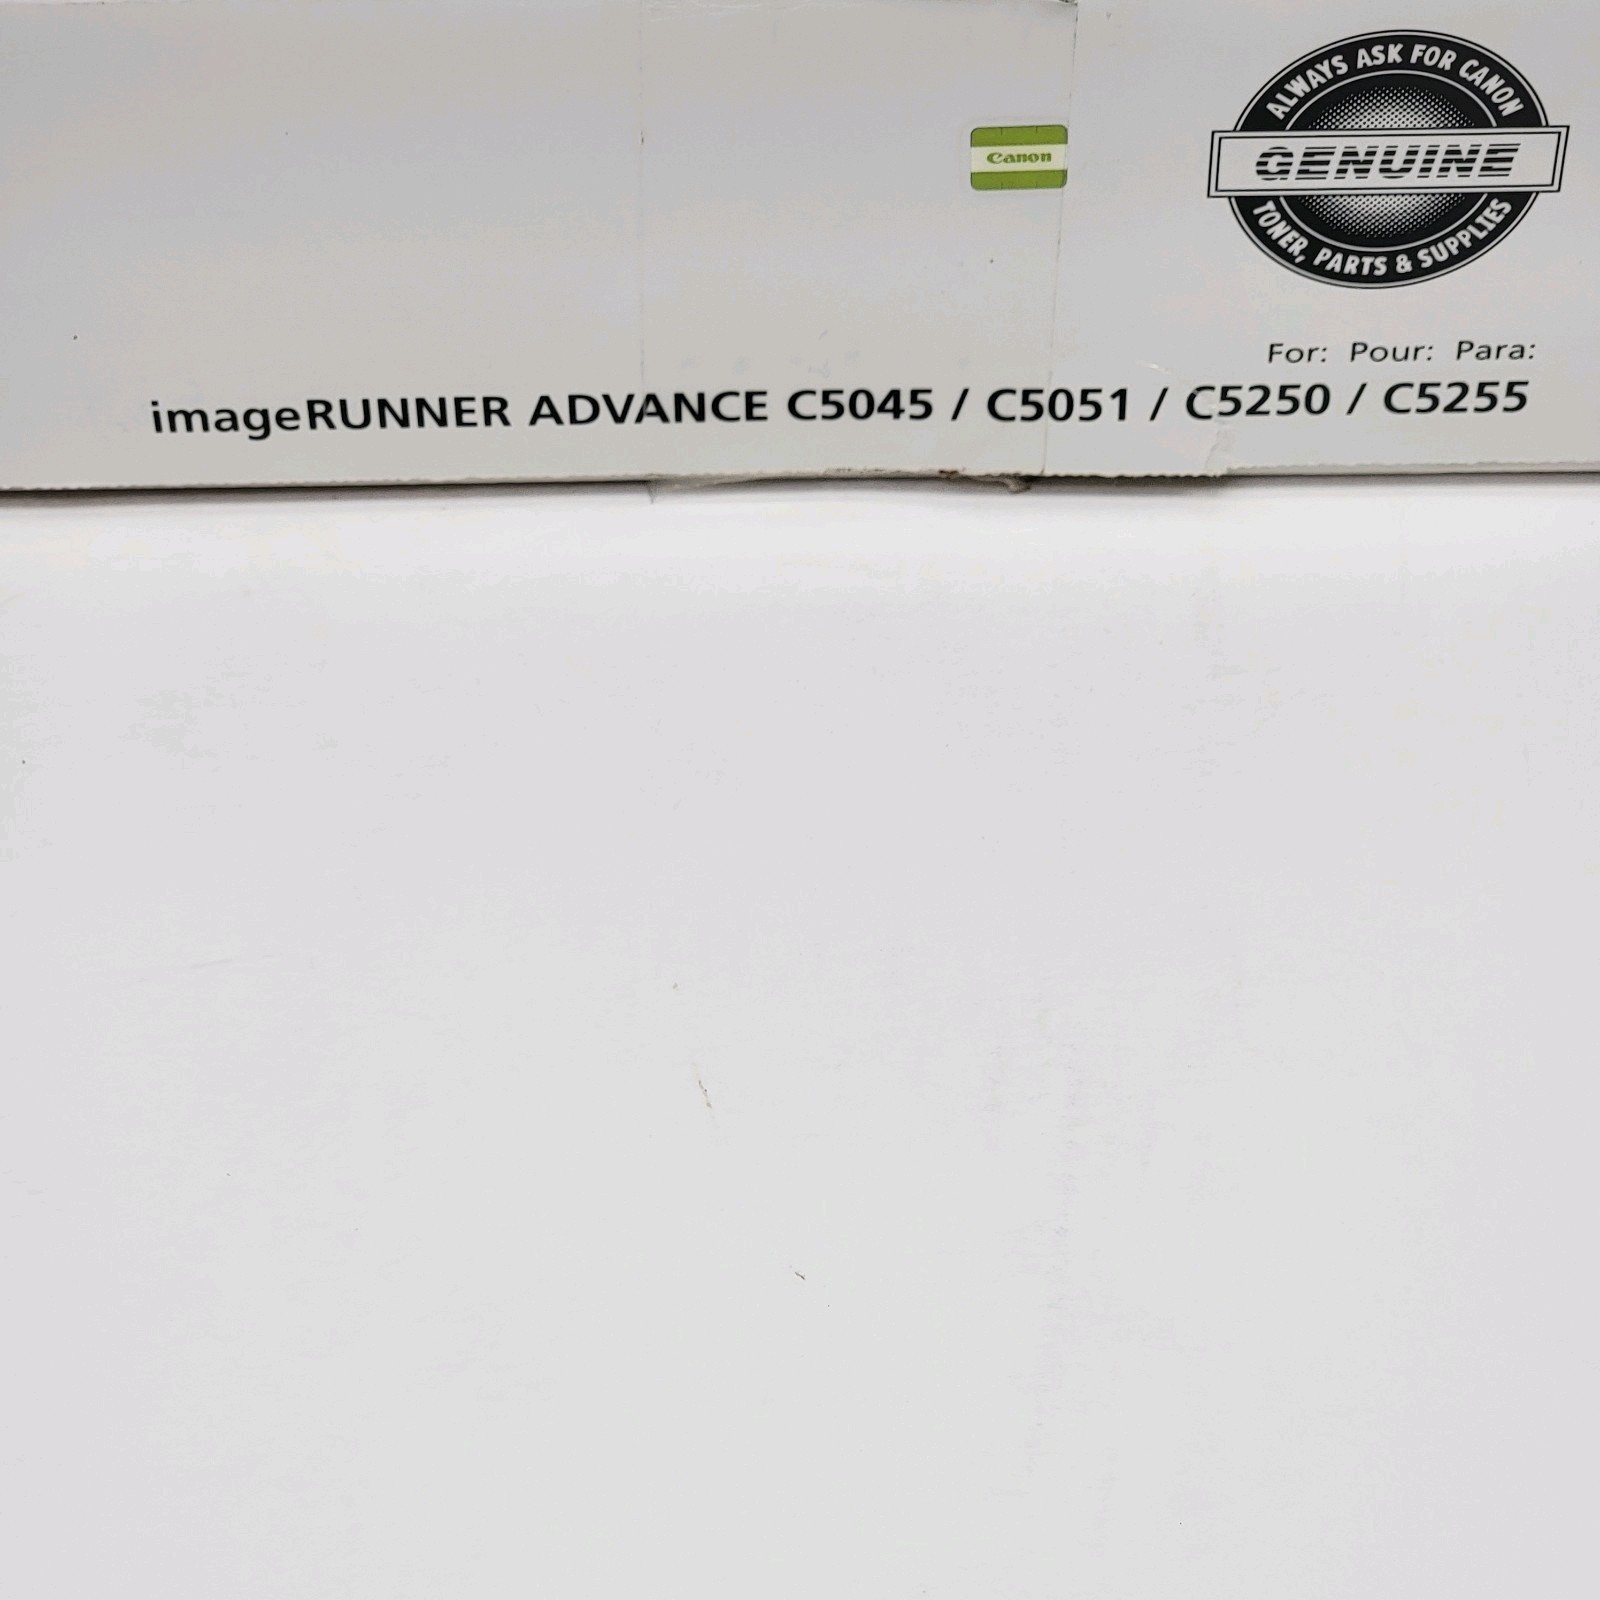 ALWAYS ASK FOR CANON
GENUINE
TONER, PARTS & SUPPLIES
Canon
For: Pour: Para:
imageRUNNER ADVANCE C5045 / C5051 / C5250 / C5255